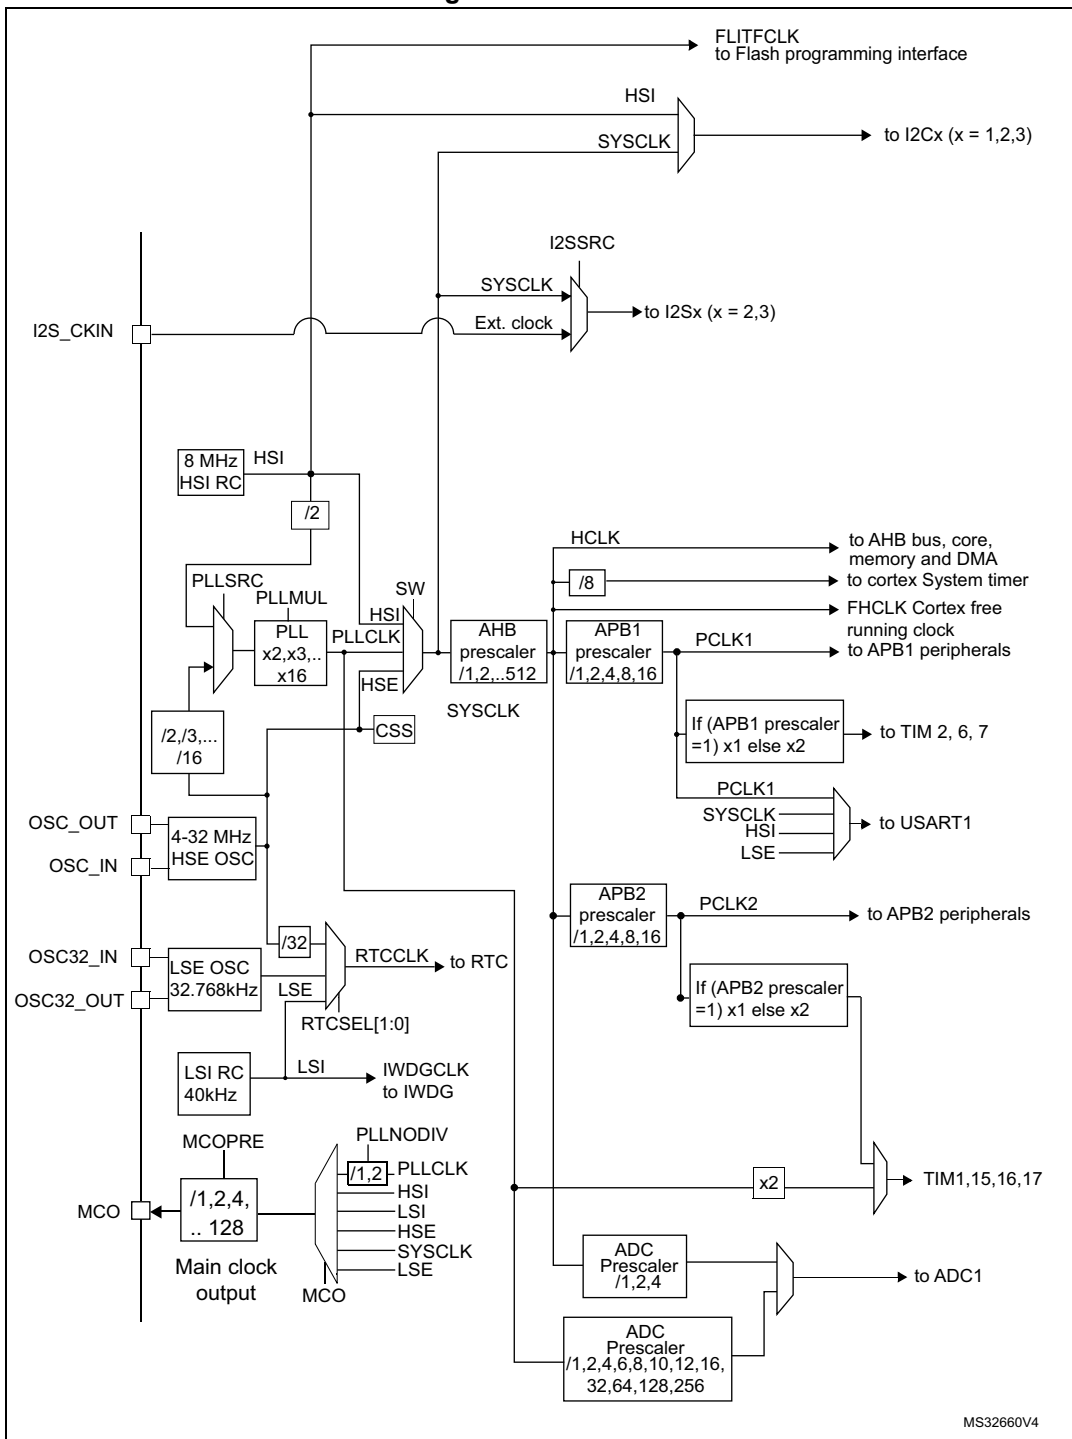 FLITFCLK
to Flash programming interface
HSI
SYSCLK
to I2Cx (x = 1,2,3)
I2SSRC
SYSCLK
to I2Sx (x = 2,3)
I2S_CKIN
Ext. clock
8 MHz
HSI RC
HSI
/2
HCLK
to AHB bus, core,
memory and DMA
/8
to cortex System timer
PLLSRC
PLLMUL
SW
HSI
FHCLK Cortex free
running clock
PLL
x2,x3,..
x16
PLLCLK
HSE
AHB
prescaler
/1,2,..512
APB1
prescaler
/1,2,4,8,16
PCLK1
to APB1 peripherals
SYSCLK
/2,/3,...
/16
CSS
If (APB1 prescaler
=1) x1 else x2
to TIM 2, 6, 7
PCLK1
SYSCLK
HSI
LSE
to USART1
OSC_OUT
OSC_IN
4-32 MHz
HSE OSC
APB2
prescaler
/1,2,4,8,16
PCLK2
to APB2 peripherals
/32
OSC32_IN
OSC32_OUT
LSE OSC
32.768kHz
LSE
RTCCLK
to RTC
RTCSEL[1:0]
If (APB2 prescaler
=1) x1 else x2
LSI RC
40kHz
LSI
IWDGCLK
to IWDG
MCOPRE
PLLNODIV
/1,2
PLLCLK
HSI
LSI
HSE
SYSCLK
LSE
MCO
/1,2,4,
.. 128
Main clock
output
MCO
x2
TIM1,15,16,17
ADC
Prescaler
/1,2,4
to ADC1
ADC
Prescaler
/1,2,4,6,8,10,12,16,
32,64,128,256
MS32660V4